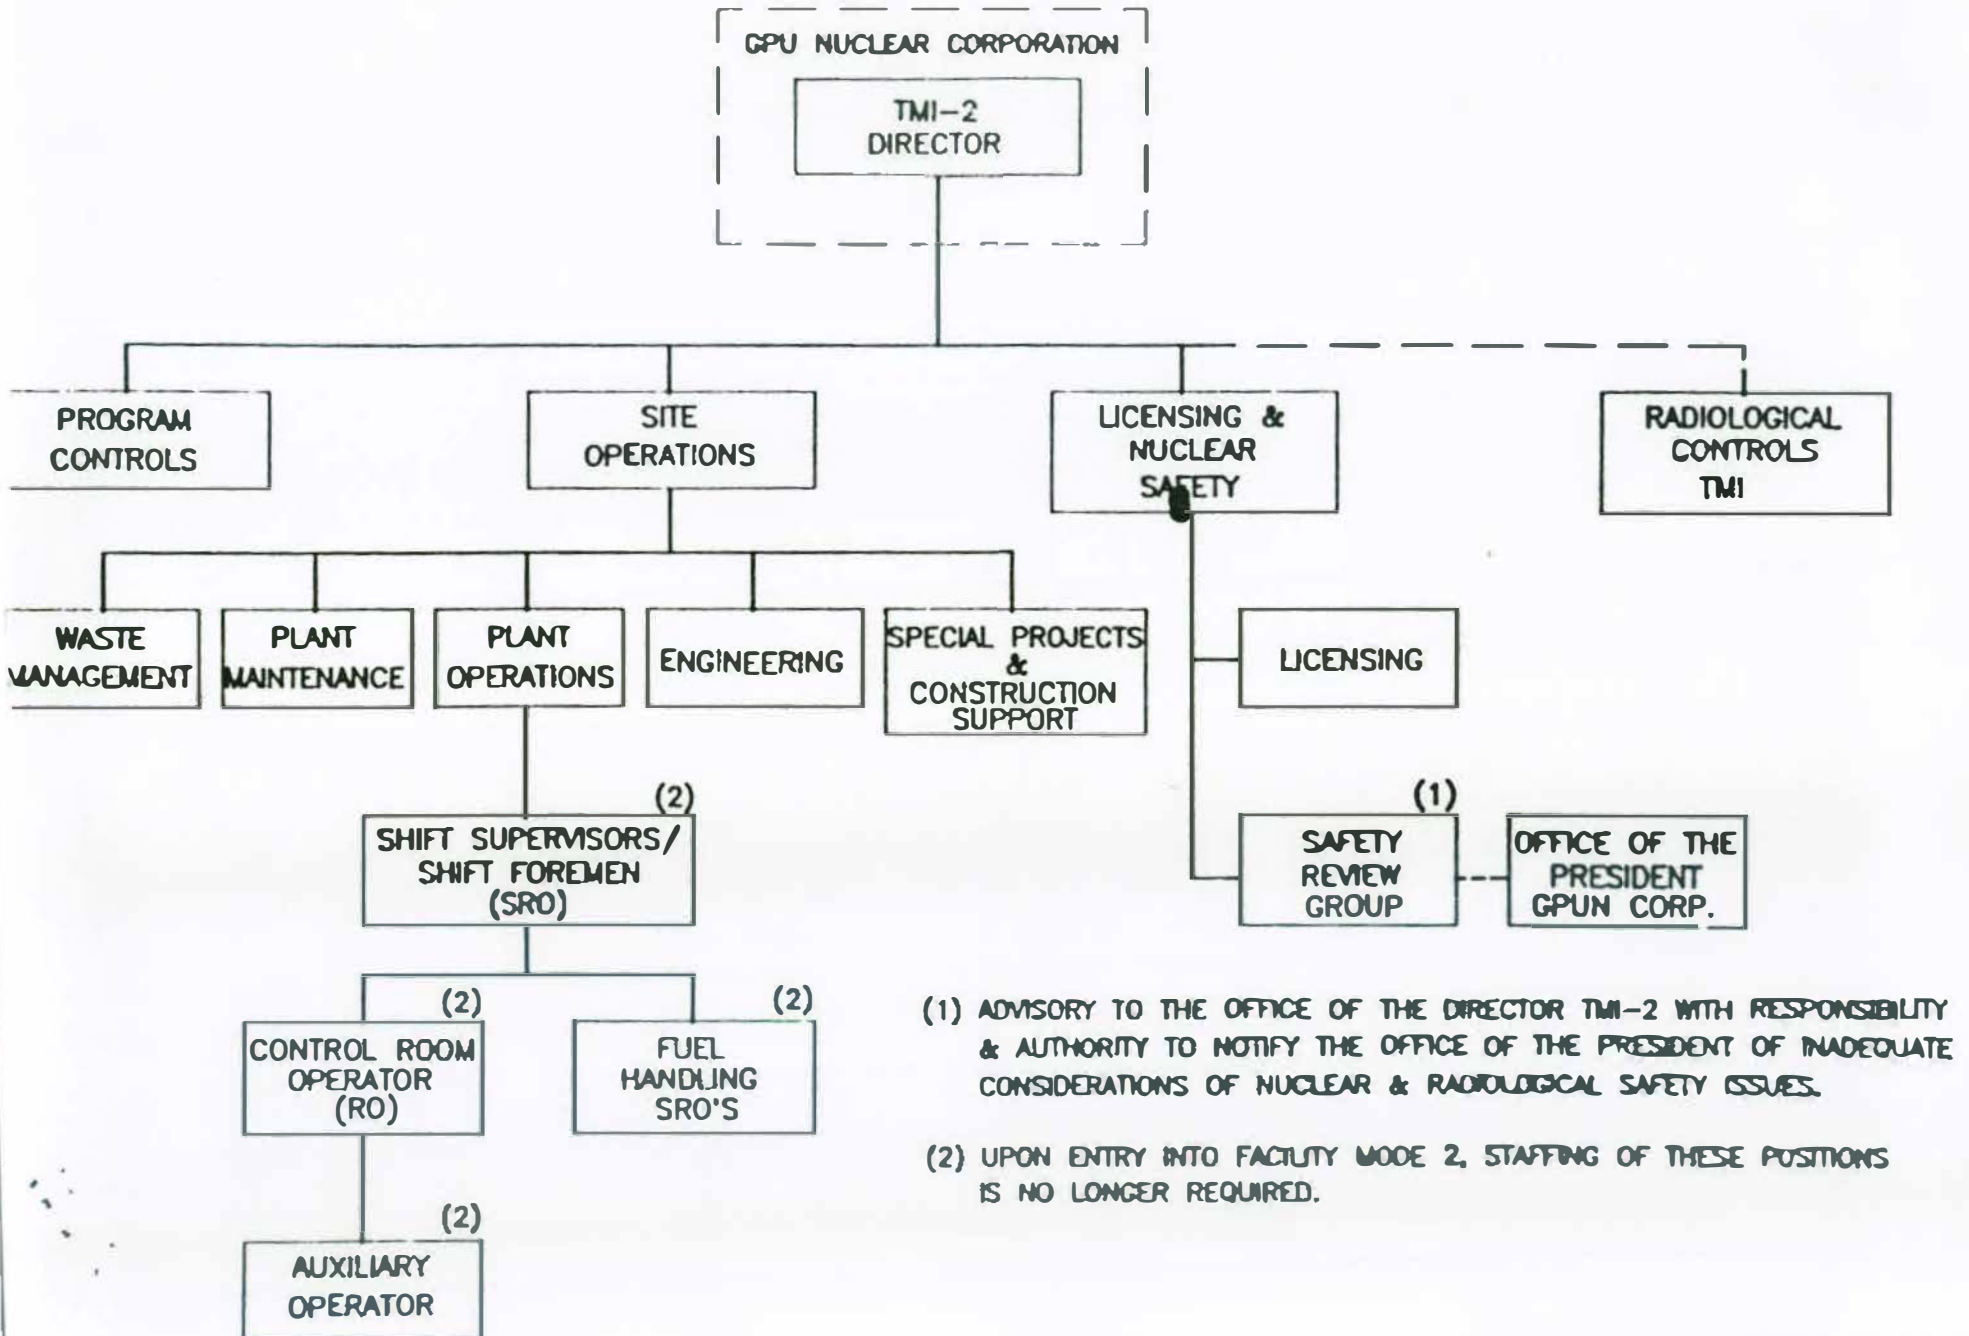 GPU NUCLEAR CORPORATION
TMI-2
DIRECTOR
PROGRAM
CONTROLS
SITE
OPERATIONS
LICENSING &
NUCLEAR
SAFETY
RADIOLOGICAL
CONTROLS
TMI
WASTE
MANAGEMENT
PLANT
MAINTENANCE
PLANT
OPERATIONS
ENGINEERING
SPECIAL PROJECTS
&
CONSTRUCTION
SUPPORT
LICENSING
(2)
SHIFT SUPERVISORS/
SHIFT FOREMEN
(SRO)
(1)
SAFETY
REVIEW
GROUP
OFFICE OF THE
PRESIDENT
GPUN CORP.
(2)
CONTROL ROOM
OPERATOR
(RO)
(2)
FUEL
HANDLING
SRO'S
(2)
AUXILIARY
OPERATOR
(1) ADVISORY TO THE OFFICE OF THE DIRECTOR TMI-2 WITH RESPONSIBILITY
& AUTHORITY TO NOTIFY THE OFFICE OF THE PRESIDENT OF INADEQUATE
CONSIDERATIONS OF NUCLEAR & RADIOLOGICAL SAFETY ISSUES.
(2) UPON ENTRY INTO FACILITY MODE 2, STAFFING OF THESE POSITIONS
IS NO LONGER REQUIRED.